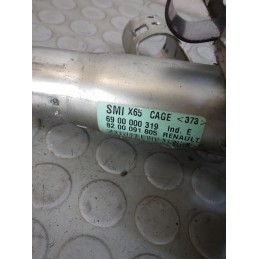 SMI X65 CAGE <373>
69 00 000 319 Ind. E
82 00 091 805 RENAULT